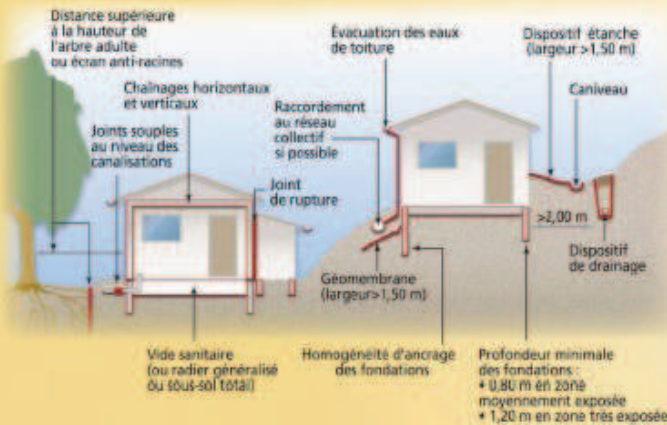 Distance supérieure
à la hauteur de
l'arbre adulte
ou écran anti-racines
Chaînages horizontaux
et verticaux
Joints souples
au niveau des
canalisations
Joint
de rupture
Vide sanitaire
(ou radier généralisé
ou sous-sol total)
Évacuation des eaux
de toiture
Raccordement
au réseau
collectif
si possible
Géomembrane
(largeur>1,50 m)
Homogénéité d'ancrage
des fondations
Dispositif étanche
(largeur >1,50 m)
Caniveau
>2,00 m
Dispositif
de drainage
Profondeur minimale
des fondations :
• 0,80 m en zone
moyennement exposée
• 1,20 m en zone très exposée